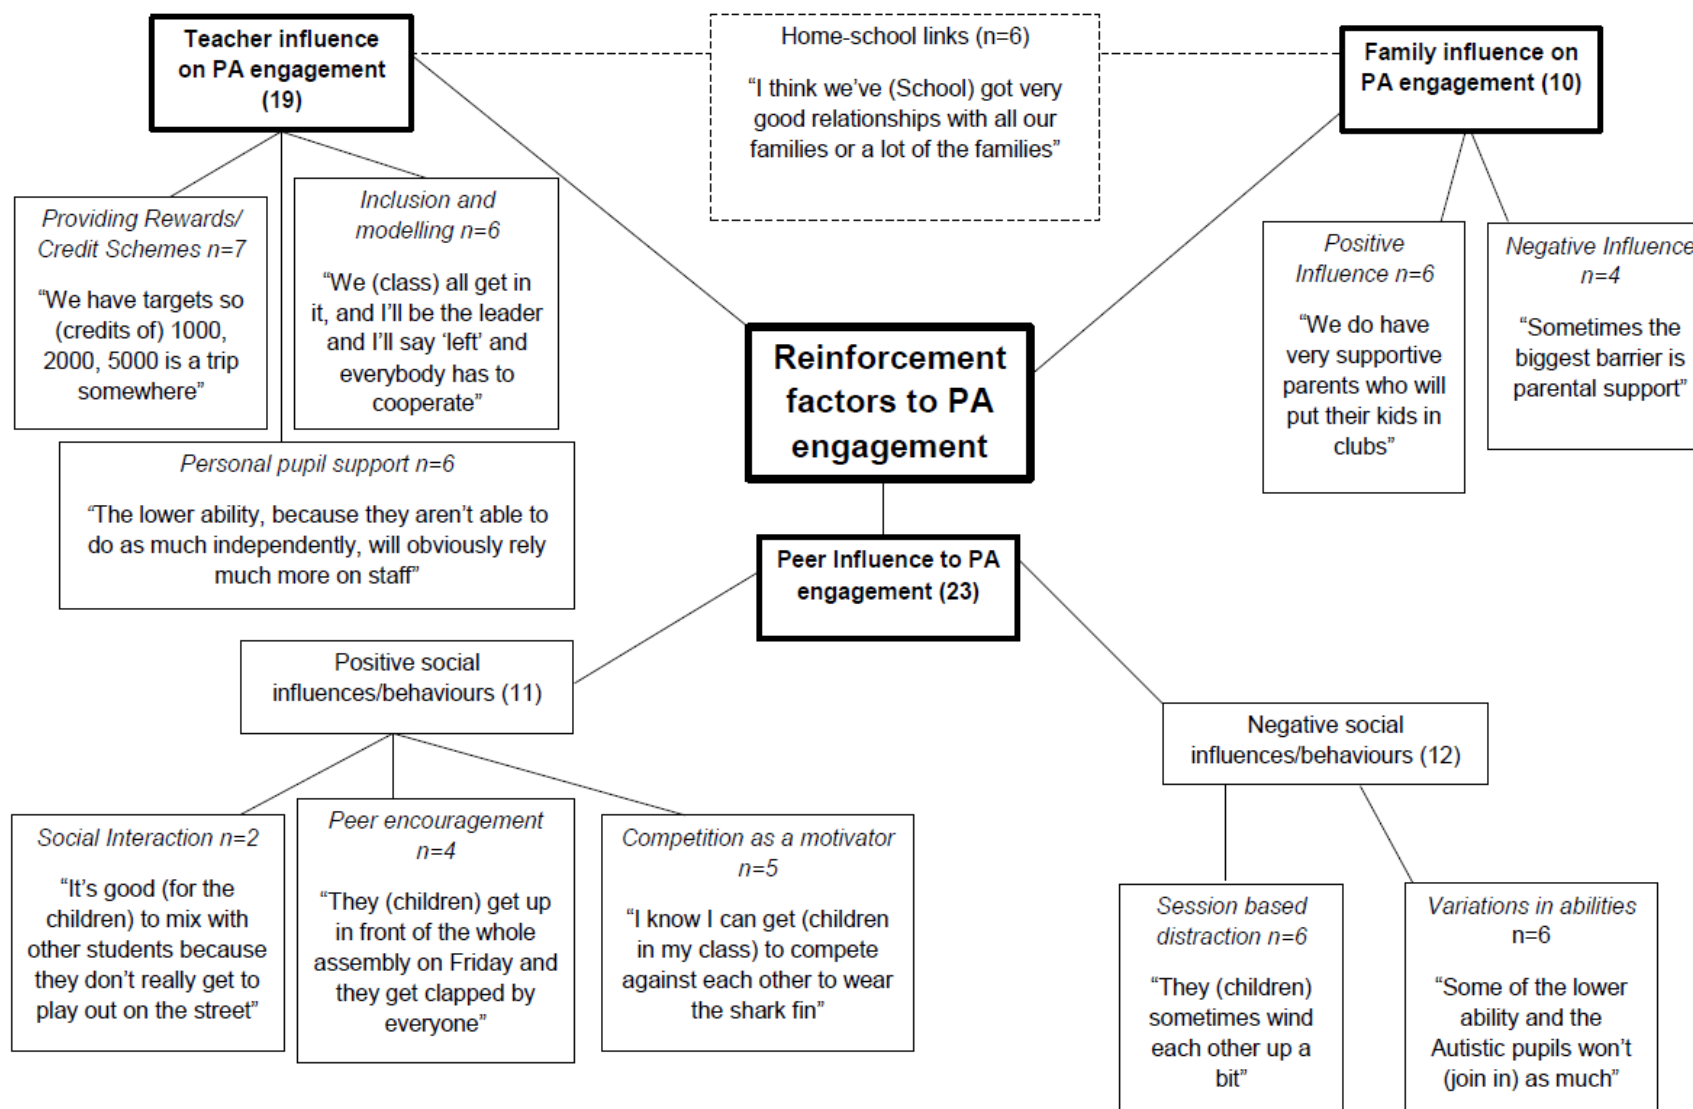 Teacher influence
on PA engagement
(19)
Home-school links (n=6)
“I think we’ve (School) got very
good relationships with all our
families or a lot of the families”
Family influence on
PA engagement (10)
Providing Rewards/
Credit Schemes n=7
“We have targets so
(credits of) 1000,
2000, 5000 is a trip
somewhere”
Inclusion and
modelling n=6
“We (class) all get in
it, and I’ll be the leader
and I’ll say ‘left’ and
everybody has to
cooperate”
Positive
Influence n=6
“We do have
very supportive
parents who will
put their kids in
clubs”
Negative Influence
n=4
“Sometimes the
biggest barrier is
parental support”
Reinforcement
factors to PA
engagement
Personal pupil support n=6
“The lower ability, because they aren’t able to
do as much independently, will obviously rely
much more on staff”
Peer Influence to PA
engagement (23)
Positive social
influences/behaviours (11)
Negative social
influences/behaviours (12)
Social Interaction n=2
“It’s good (for the
children) to mix with
other students because
they don’t really get to
play out on the street”
Peer encouragement
n=4
“They (children) get up
in front of the whole
assembly on Friday and
they get clapped by
everyone”
Competition as a motivator
n=5
“I know I can get (children
in my class) to compete
against each other to wear
the shark fin”
Session based
distraction n=6
“They (children)
sometimes wind
each other up a
bit”
Variations in abilities
n=6
“Some of the lower
ability and the
Autistic pupils won’t
(join in) as much”